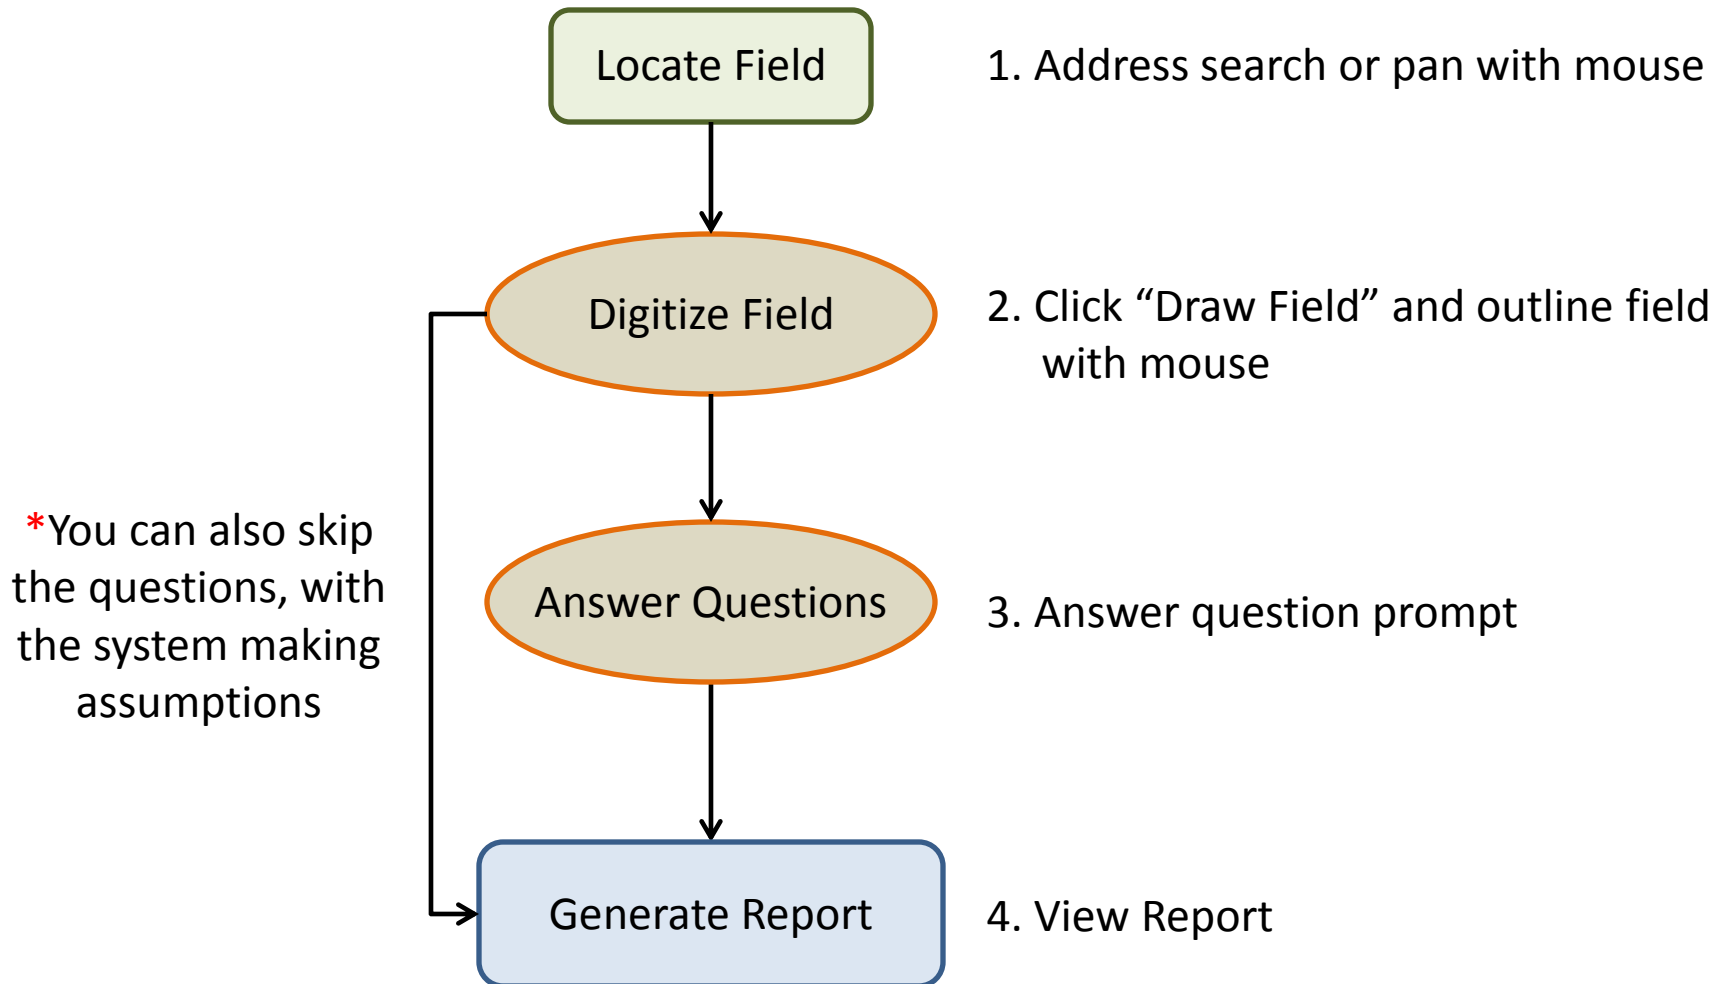 Locate Field
1. Address search or pan with mouse
Digitize Field
2. Click “Draw Field” and outline field
with mouse
*You can also skip
the questions, with
the system making
assumptions
Answer Questions
3. Answer question prompt
Generate Report
4. View Report